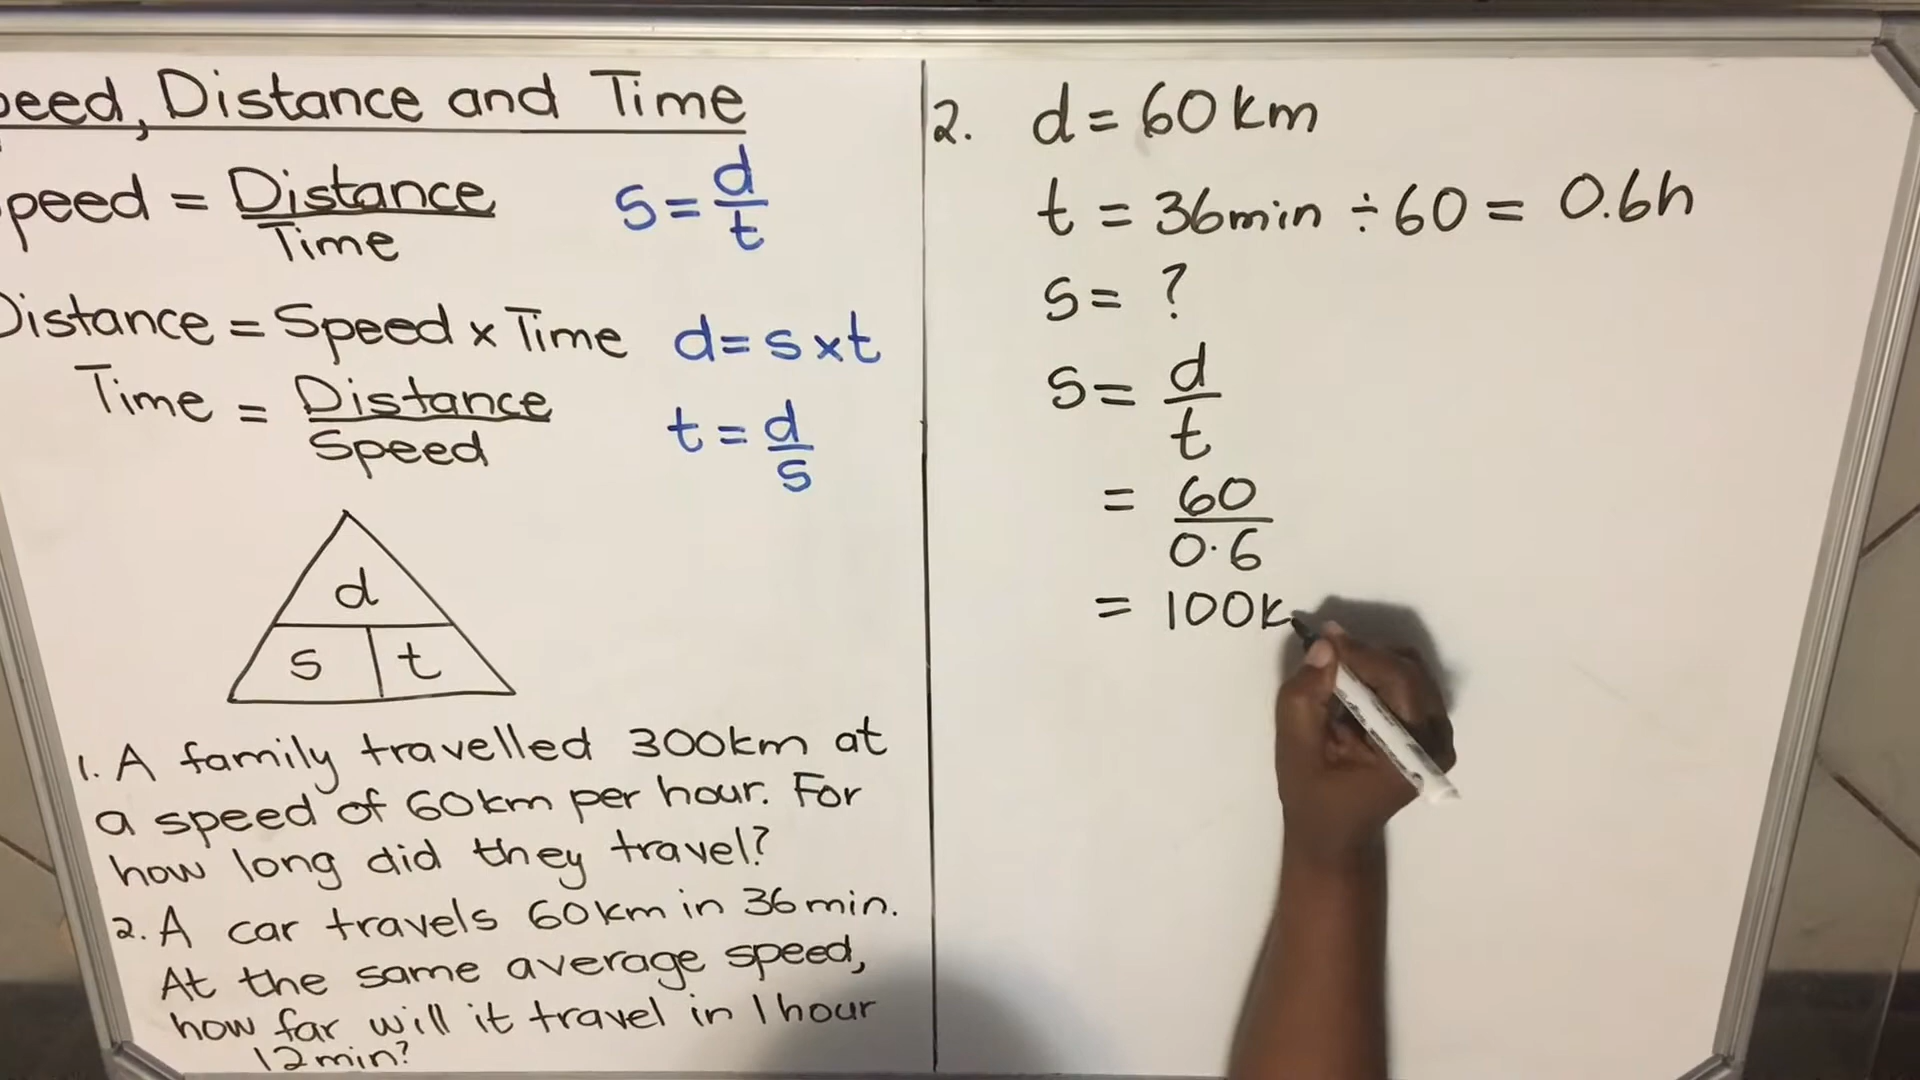 peed, Distance and Time
peed = Distance
Time
s = d
t
Distance = Speed x Time
d = s x t
Time = Distance
Speed
t = d
s
d
s t
1. A family travelled 300km at
a speed of 60km per hour. For
how long did they travel?
2. A car travels 60km in 36min.
At the same average speed,
how far will it travel in 1 hour
12min?
2. d = 60km
t = 36min ÷ 60 = 0.6h
s = ?
s = d
t
= 60
0.6
= 100k